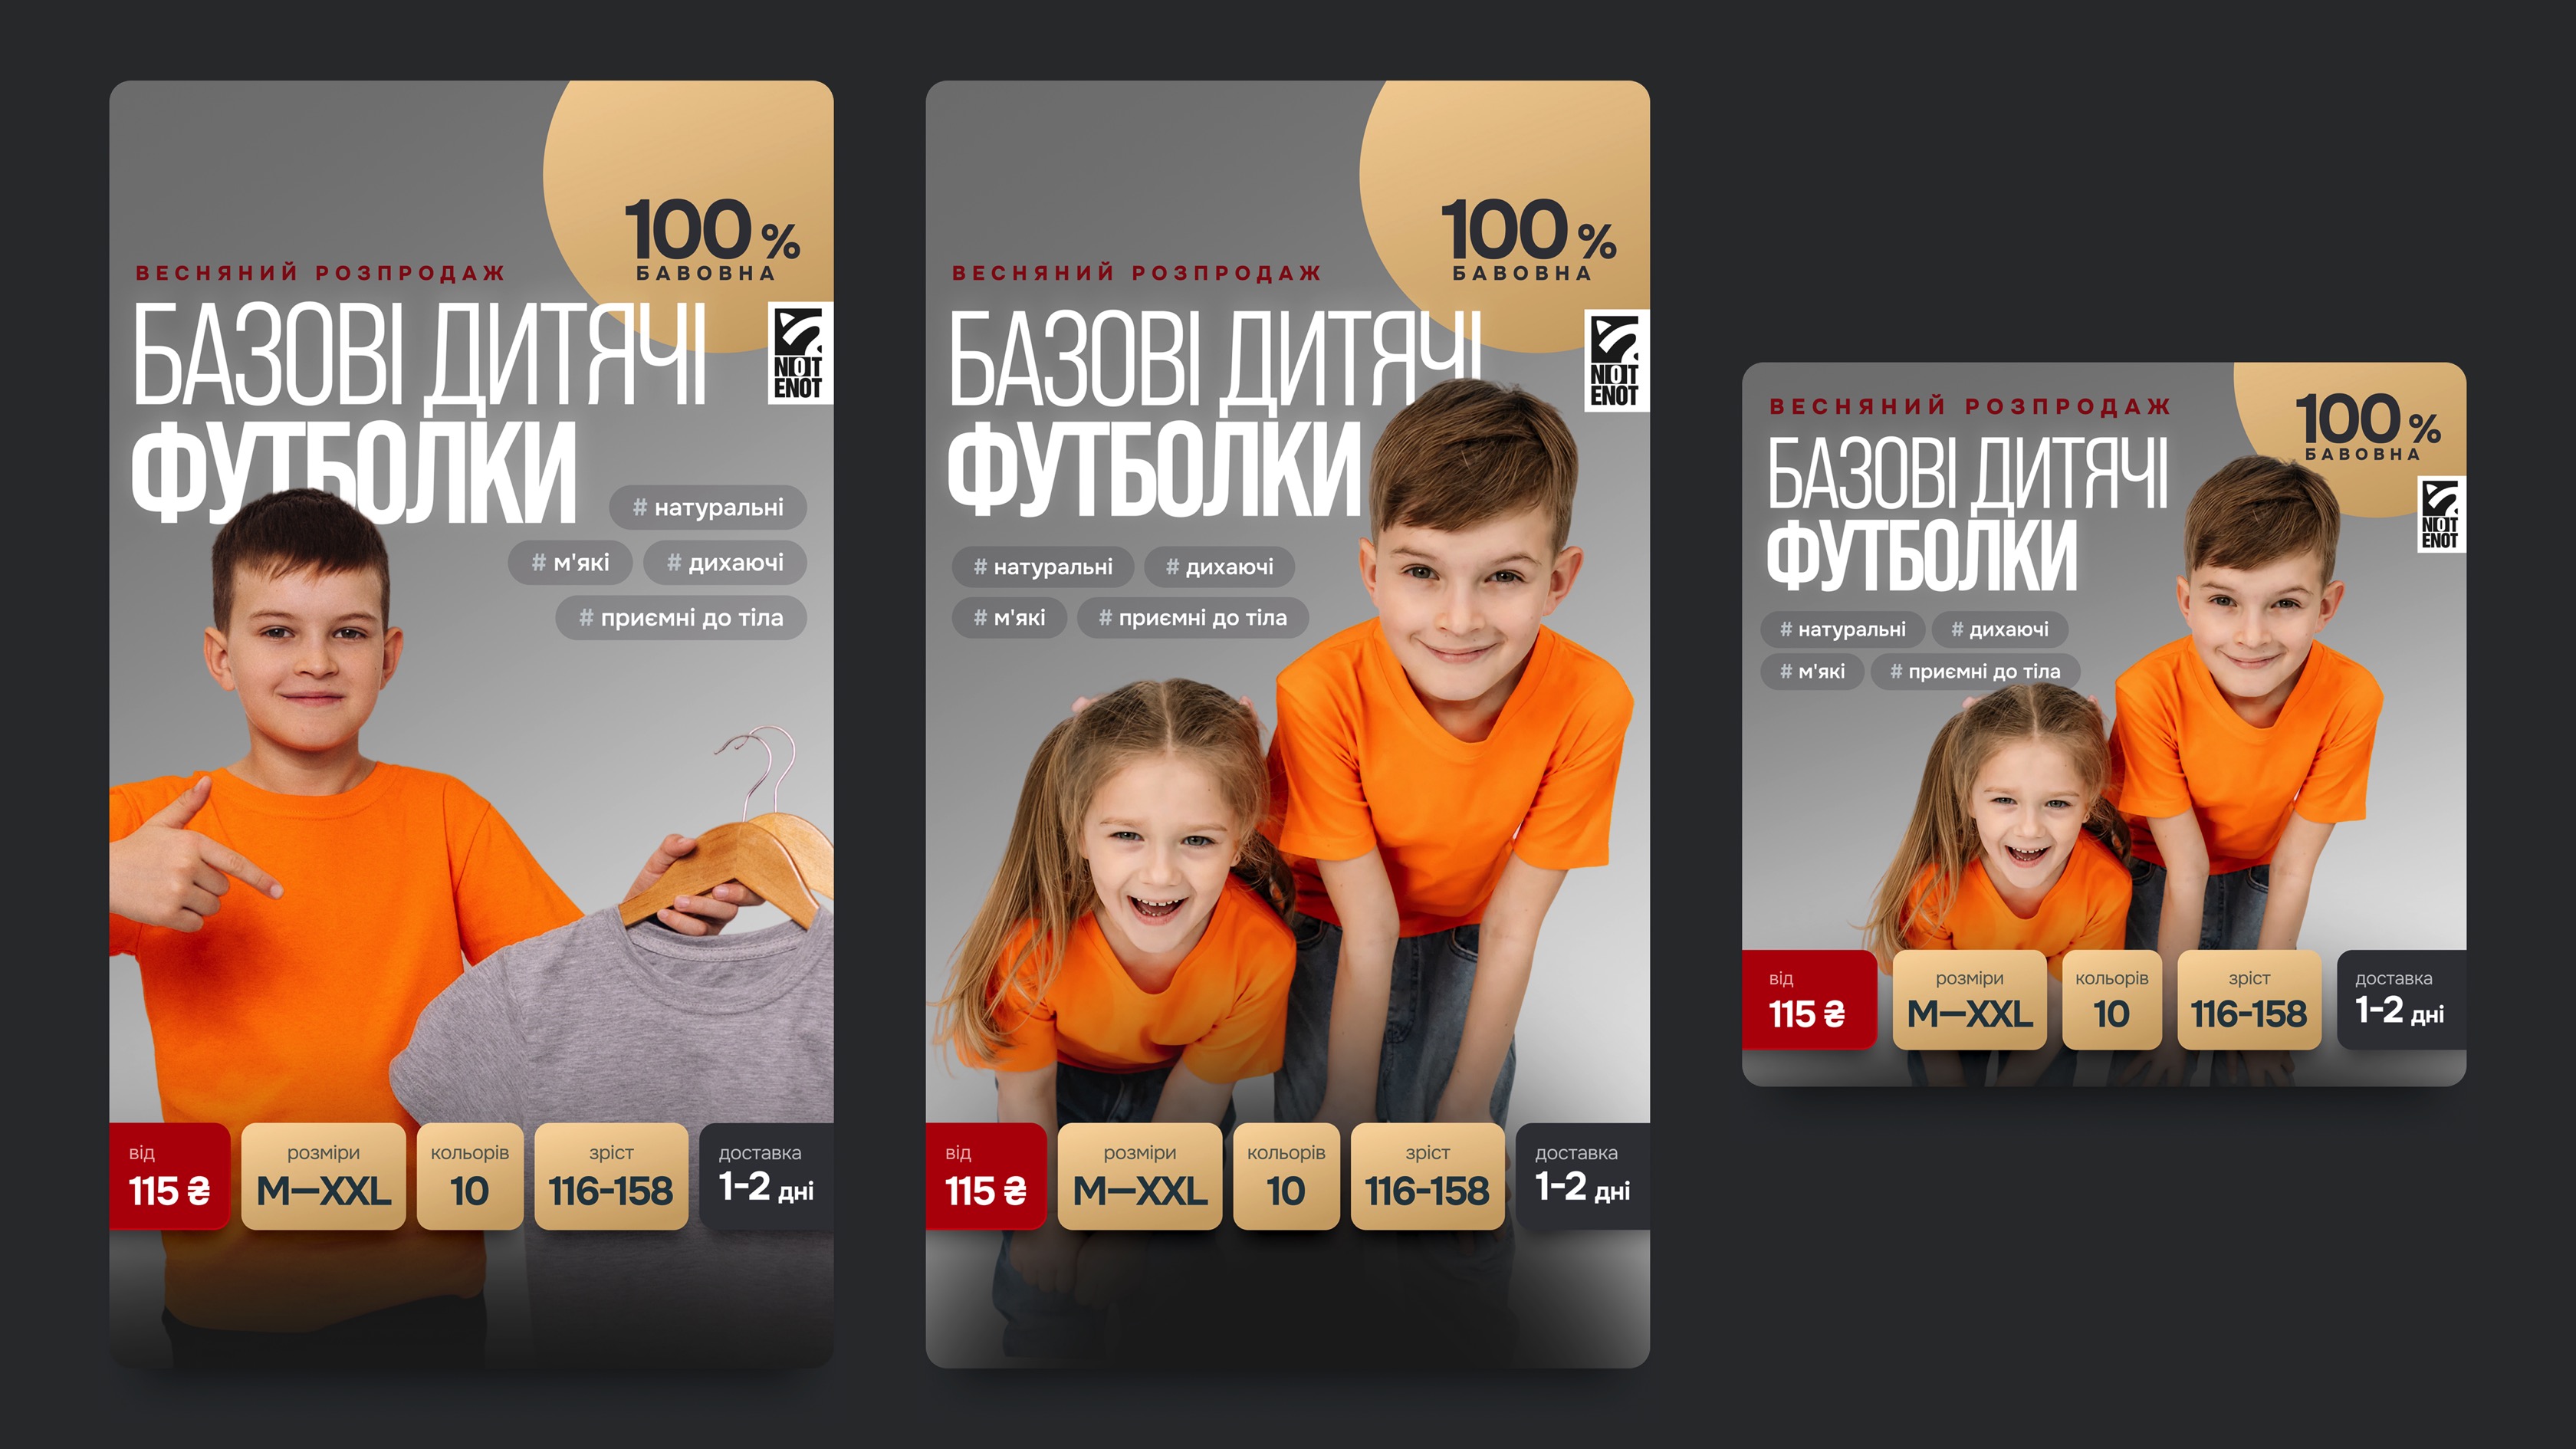 100 %
БАВОВНА
ВЕСНЯНИЙ РОЗПРОДАЖ
БАЗОВІ ДИТЯЧІ
ФУТБОЛКИ
NOT
ENOT
# натуральні
# м'які # дихаючі
# приємні до тіла
від
115 ₴
розміри
M—XXL
кольорів
10
зріст
116-158
доставка
1-2 дні
100 %
БАВОВНА
ВЕСНЯНИЙ РОЗПРОДАЖ
БАЗОВІ ДИТЯЧІ
ФУТБОЛКИ
NOT
ENOT
# натуральні # дихаючі
# м'які # приємні до тіла
від
115 ₴
розміри
M—XXL
кольорів
10
зріст
116-158
доставка
1-2 дні
ВЕСНЯНИЙ РОЗПРОДАЖ
100 %
БАВОВНА
БАЗОВІ ДИТЯЧІ
ФУТБОЛКИ
NOT
ENOT
# натуральні # дихаючі
# м'які # приємні до тіла
від
115 ₴
розміри
M—XXL
кольорів
10
зріст
116-158
доставка
1-2 дні